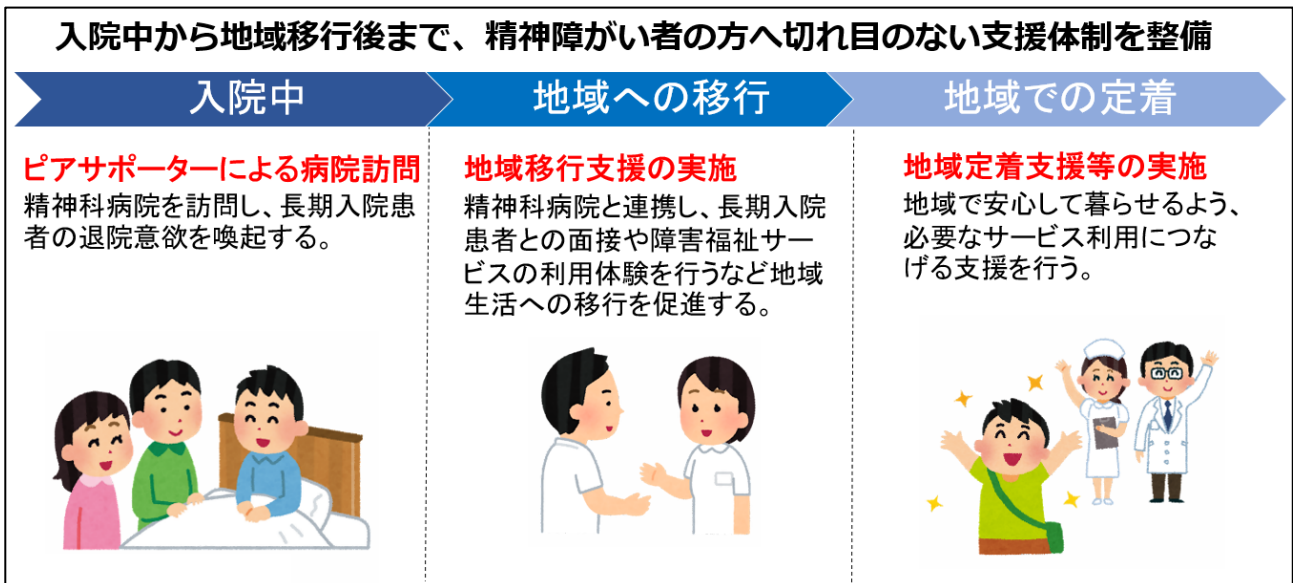 入院中から地域移行後まで、精神障がい者の方へ切れ目のない支援体制を整備
入院中
地域への移行
地域での定着
ピアサポーターによる病院訪問
精神科病院を訪問し、長期入院患
者の退院意欲を喚起する。
地域移行支援の実施
精神科病院と連携し、長期入院
患者との面接や障害福祉サー
ビスの利用体験を行うなど地域
生活への移行を促進する。
地域定着支援等の実施
地域で安心して暮らせるよう、
必要なサービス利用につな
げる支援を行う。